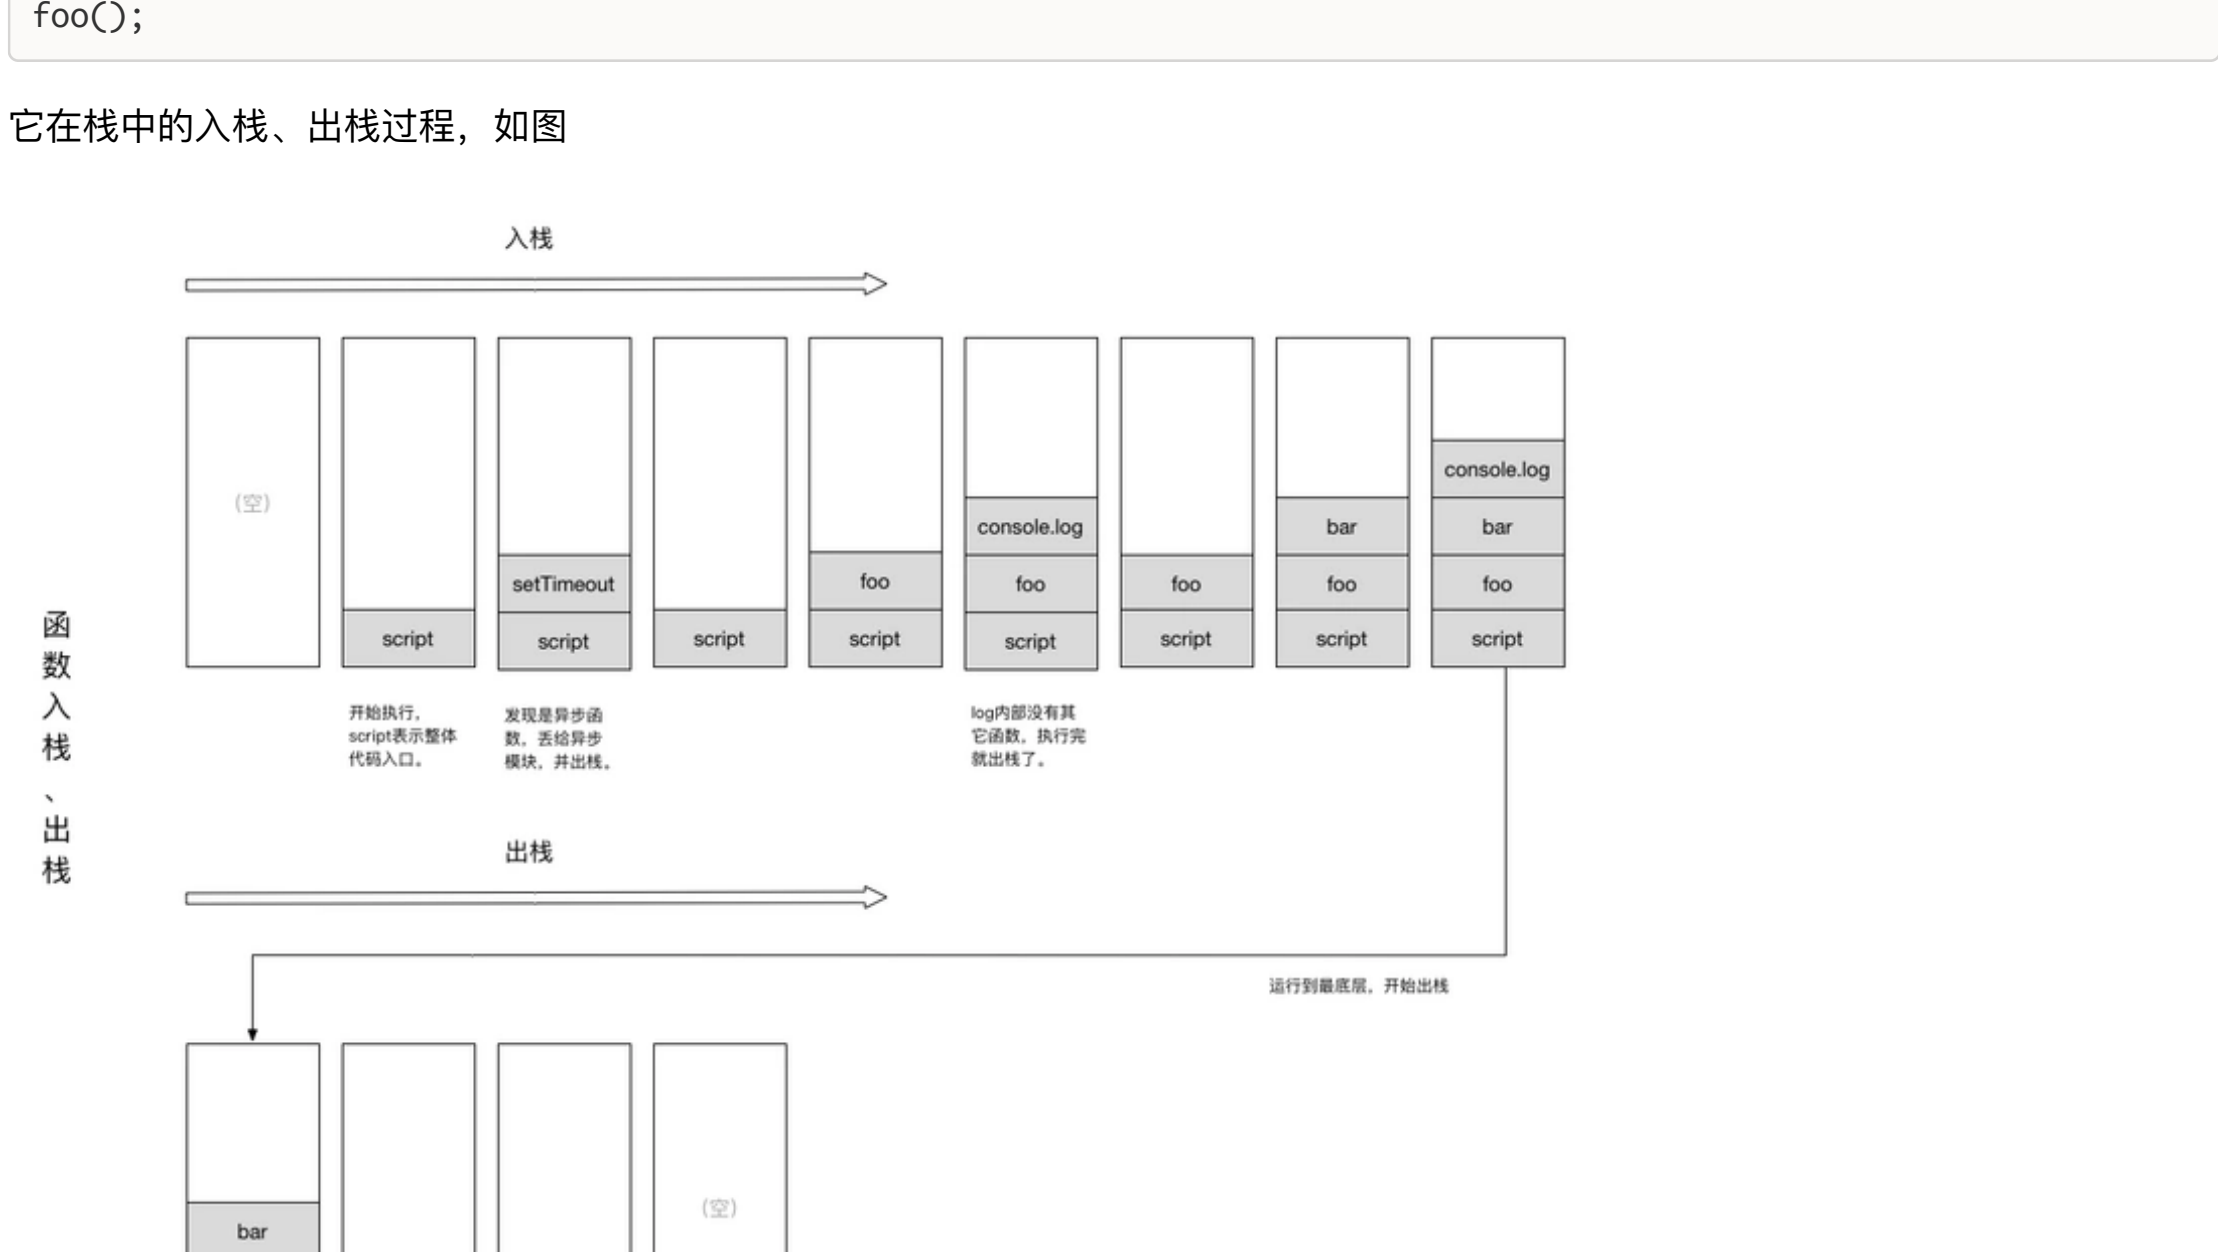 foo();
它在栈中的入栈、出栈过程，如图
入栈
(空)
script
setTimeout
script
script
foo
script
console.log
foo
script
foo
script
bar
foo
script
console.log
bar
foo
script
开始执行，
script表示整体
代码入口。
发现是异步函
数，丢给异步
模块，并出栈。
log内部没有其
它函数，执行完
就出栈了。
函数入栈、出栈
出栈
运行到最底层，开始出栈
bar
(空)